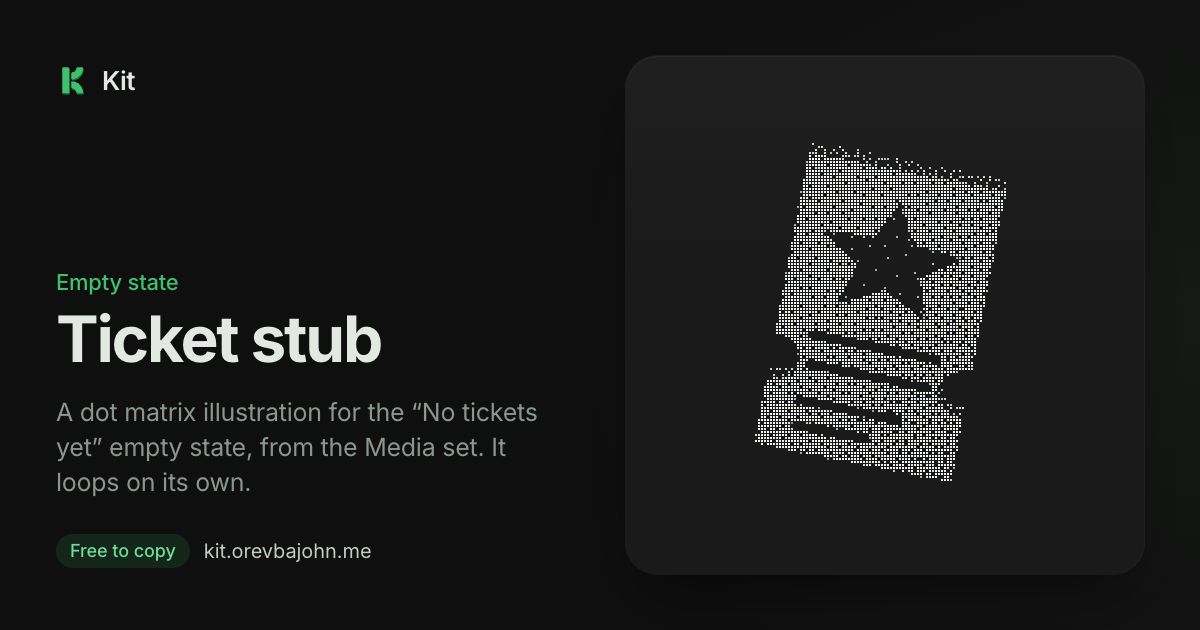 Kit
Empty state
Ticket stub
A dot matrix illustration for the “No tickets
yet” empty state, from the Media set. It
loops on its own.
Free to copy
kit.orevbajohn.me